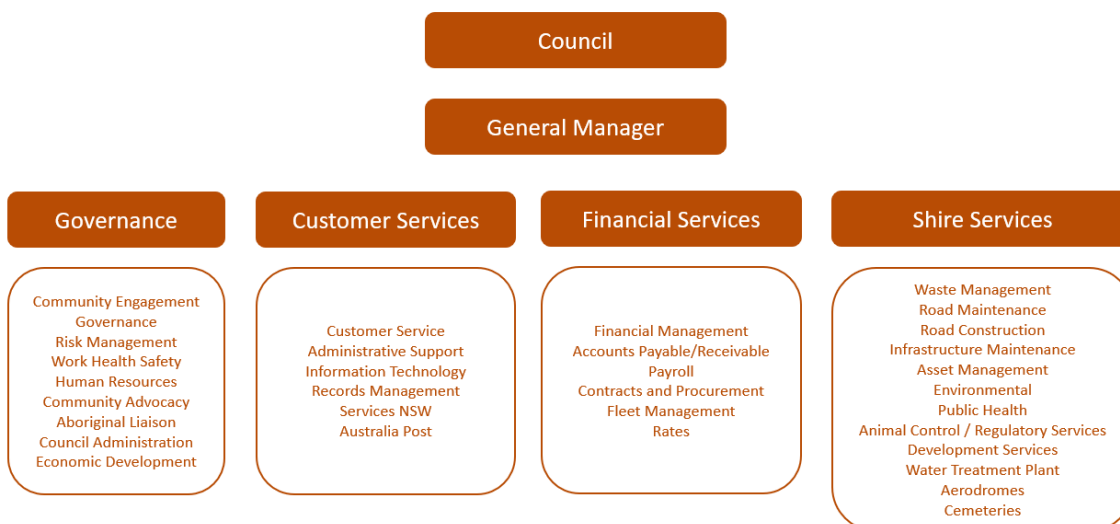 Council
General Manager
Governance
Customer Services
Financial Services
Shire Services
Community Engagement
Governance
Risk Management
Work Health Safety
Human Resources
Community Advocacy
Aboriginal Liaison
Council Administration
Economic Development
Customer Service
Administrative Support
Information Technology
Records Management
Services NSW
Australia Post
Financial Management
Accounts Payable/Receivable
Payroll
Contracts and Procurement
Fleet Management
Rates
Waste Management
Road Maintenance
Road Construction
Infrastructure Maintenance
Asset Management
Environmental
Public Health
Animal Control / Regulatory Services
Development Services
Water Treatment Plant
Aerodromes
Cemeteries